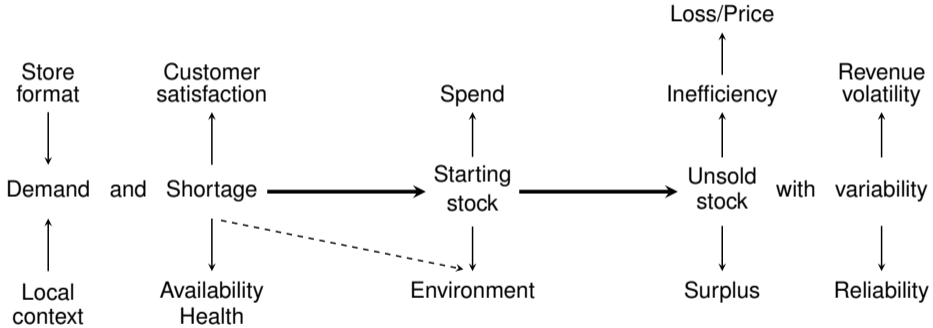 Loss/Price
Store
format
Customer
satisfaction
Spend
Inefficiency
Revenue
volatility
Demand and Shortage
Starting
stock
Unsold
stock
with variability
Local
context
Availability
Health
Environment
Surplus
Reliability